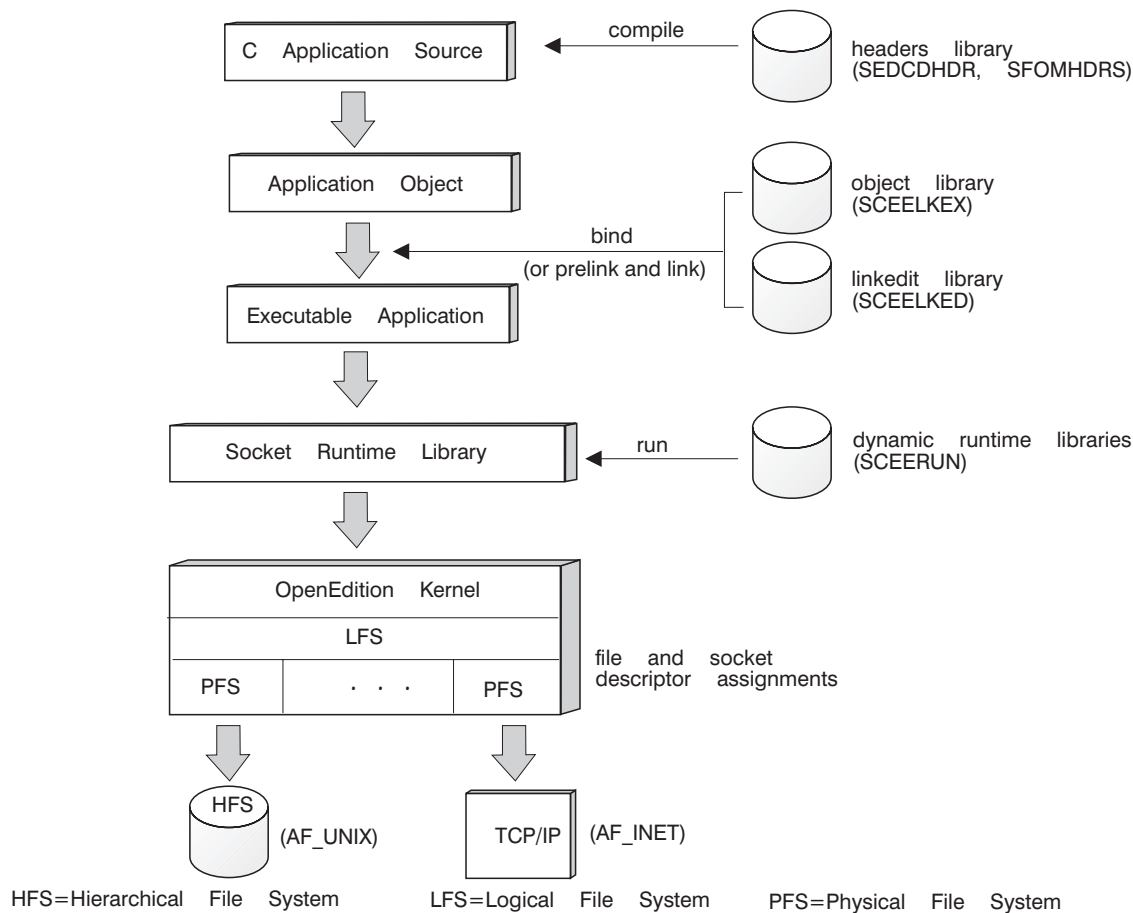 C Application Source
compile
headers library
(SEDCDHDR, SFOMHDRS)
Application Object
object library
(SCEELKEX)
bind
(or prelink and link)
linkedit library
(SCEELKED)
Executable Application
Socket Runtime Library
run
dynamic runtime libraries
(SCEERUN)
OpenEdition Kernel
LFS
PFS
. . .
PFS
file and socket
descriptor assignments
HFS
(AF_UNIX)
TCP/IP
(AF_INET)
HFS=Hierarchical File System
LFS=Logical File System
PFS=Physical File System